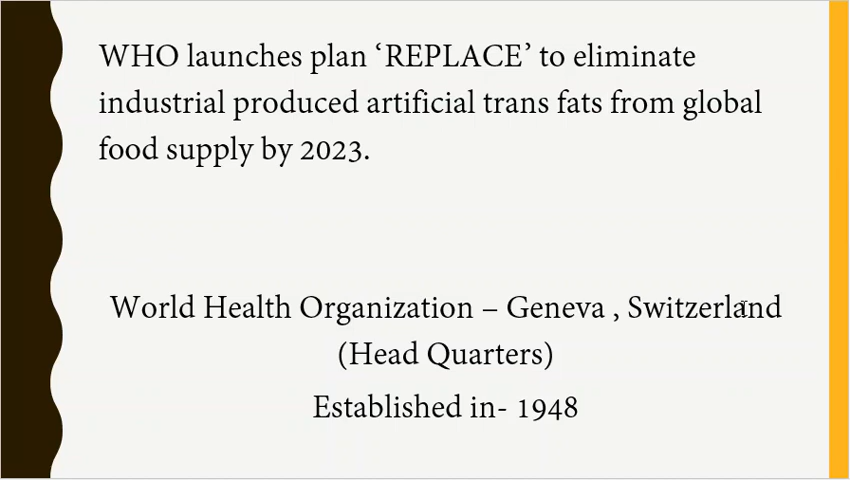 WHO launches plan ‘REPLACE’ to eliminate
industrial produced artificial trans fats from global
food supply by 2023.
World Health Organization – Geneva , Switzerland
(Head Quarters)
Established in- 1948